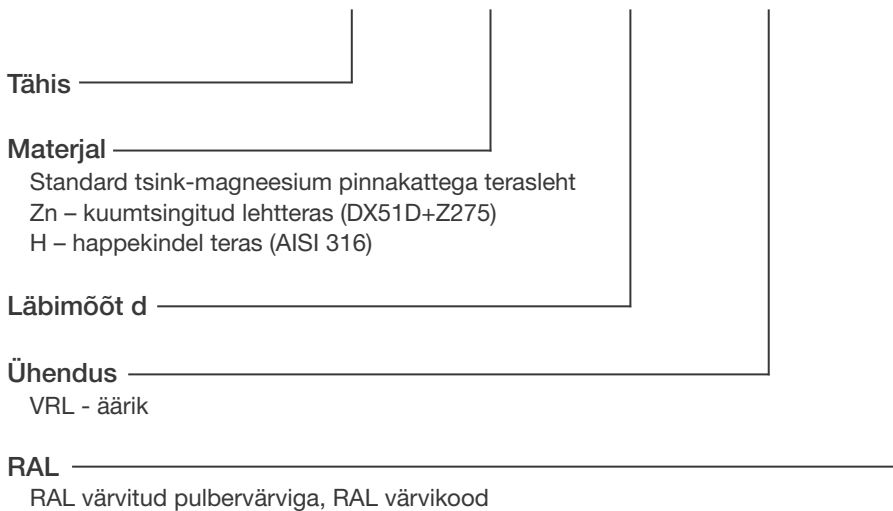 Tähis
Materjal
Standard tsink-magneesium pinnakattega terasleht
Zn – kuumtsingitud lehtteras (DX51D+Z275)
H – happekindel teras (AISI 316)
Läbimõõt d
Ühendus
VRL - äärik
RAL
RAL värvitud pulbervärviga, RAL värvikood